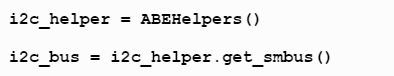 i2c_helper = ABEHelpers()
i2c_bus = i2c_helper.get_smbus()